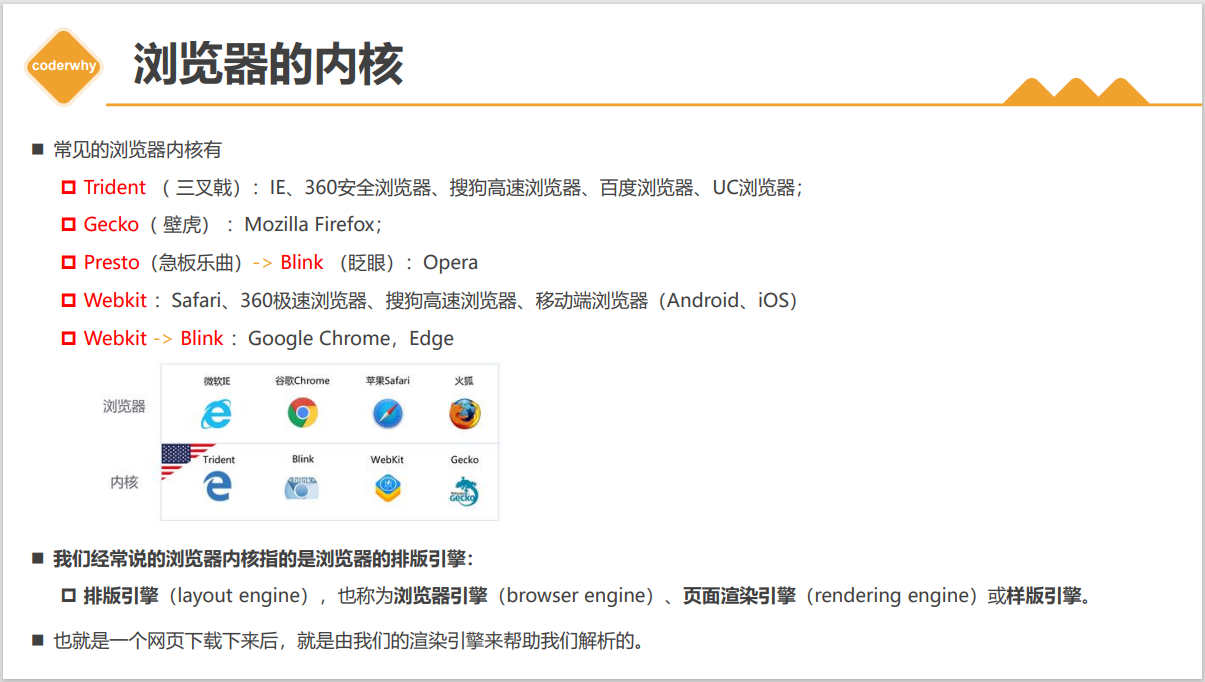 coderwhy
浏览器的内核
常见的浏览器内核有
Trident （ 三叉戟）：IE、360安全浏览器、搜狗高速浏览器、百度浏览器、UC浏览器；
Gecko（ 壁虎） ：Mozilla Firefox；
Presto（急板乐曲）-> Blink （眨眼）：Opera
Webkit ：Safari、360极速浏览器、搜狗高速浏览器、移动端浏览器（Android、iOS）
Webkit -> Blink ：Google Chrome，Edge
浏览器
微软IE 谷歌Chrome 苹果Safari 火狐
内核
Trident Blink WebKit Gecko
blink
Gecko
我们经常说的浏览器内核指的是浏览器的排版引擎：
排版引擎（layout engine），也称为浏览器引擎（browser engine）、页面渲染引擎（rendering engine）或样版引擎。
也就是一个网页下载下来后，就是由我们的渲染引擎来帮助我们解析的。